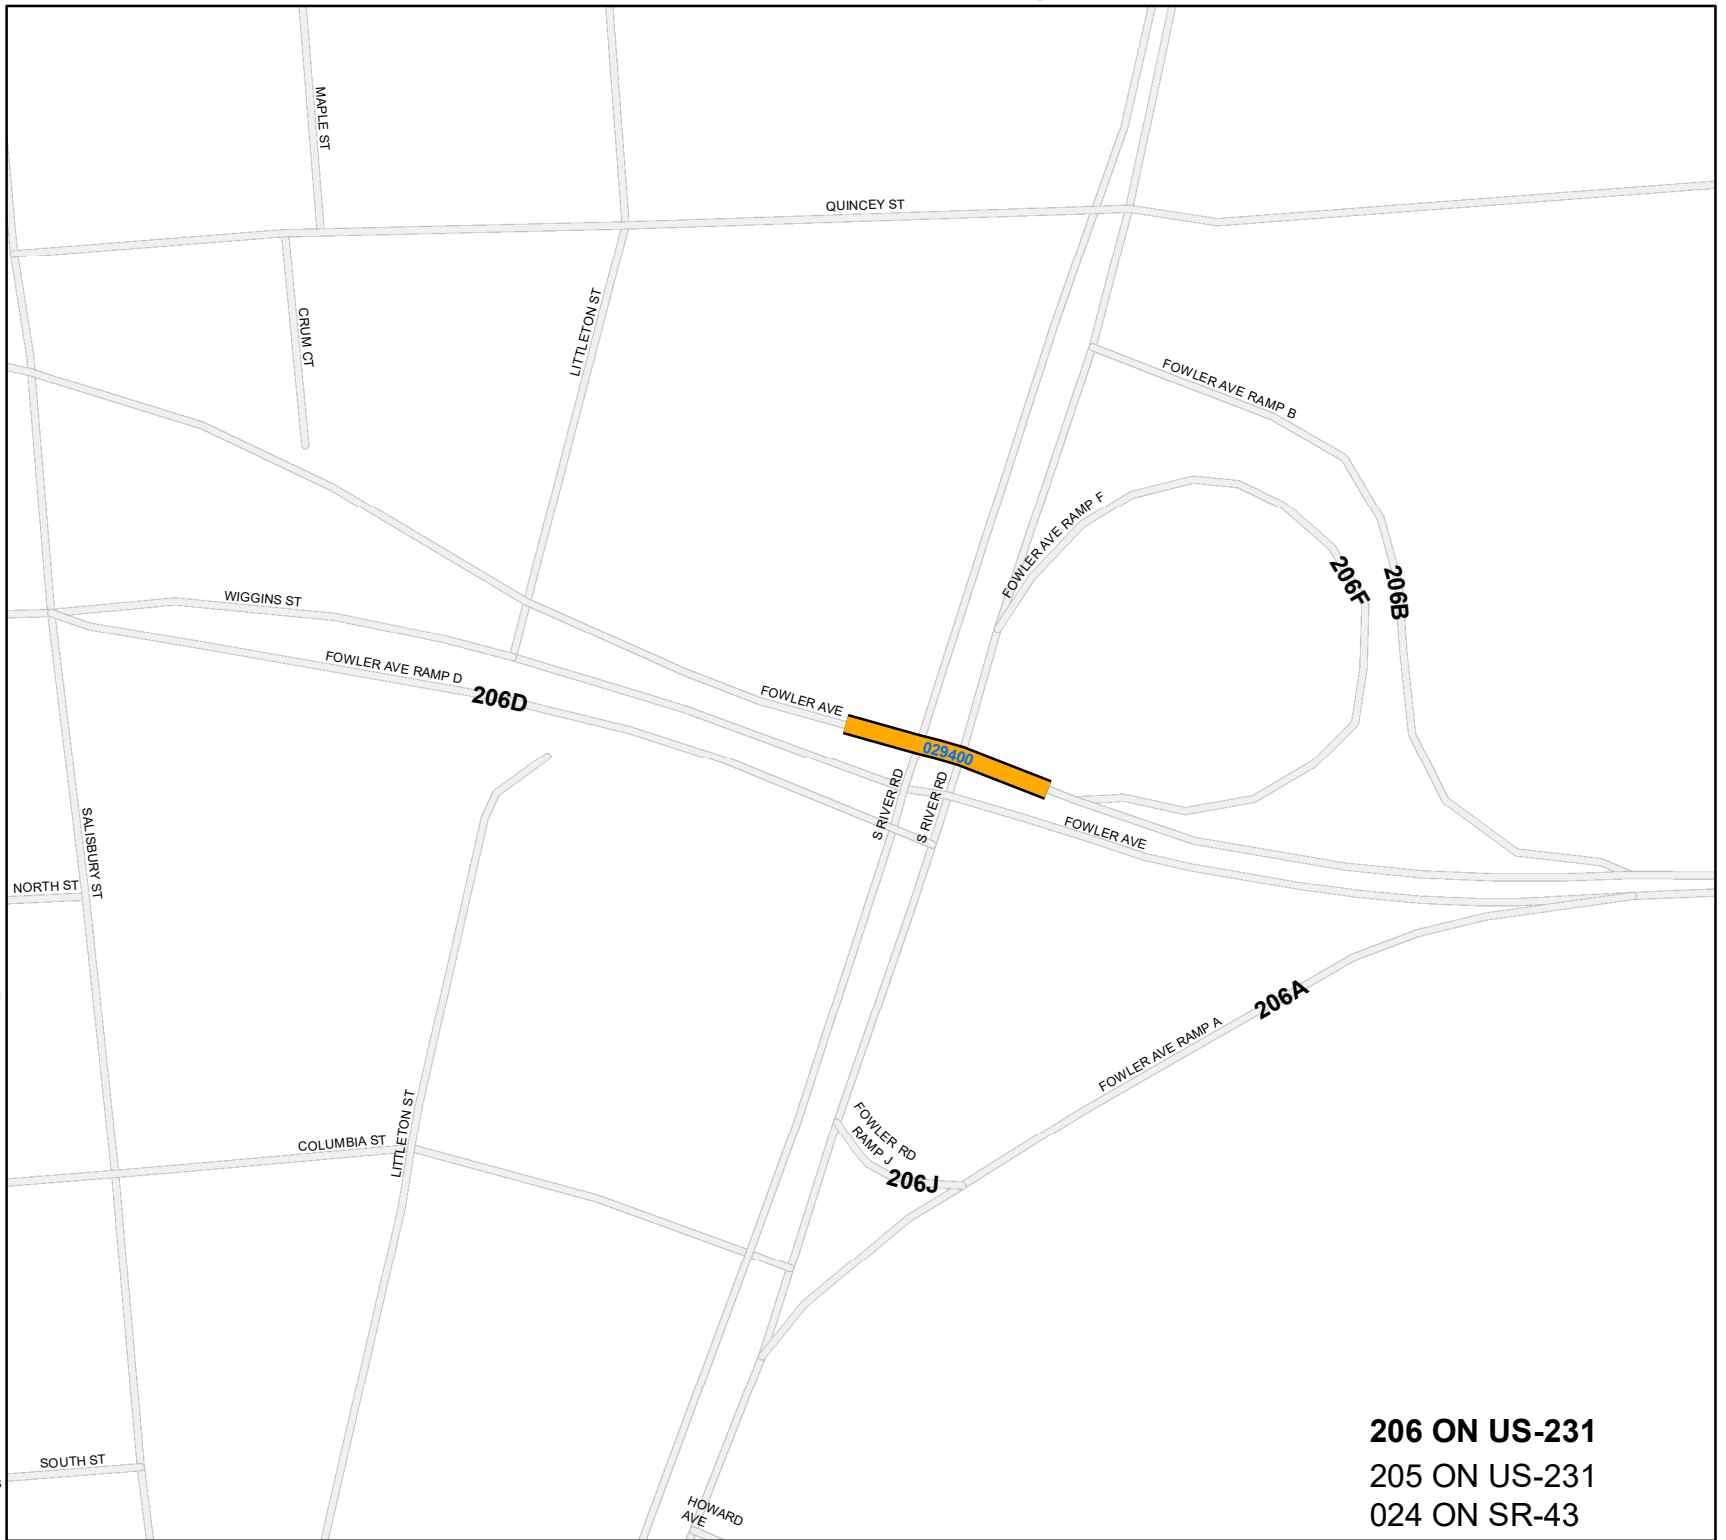 MAPLE ST
QUINCEY ST
CRUM CT
LITTLETON ST
FOWLER AVE RAMP B
FOWLER AVE RAMP F
206F
206B
WIGGINS ST
FOWLER AVE RAMP D
206D
FOWLER AVE
029400
S RIVER RD
S RIVER RD
FOWLER AVE
SALISBURY ST
NORTH ST
206A
FOWLER AVE RAMP A
LITTLETON ST
COLUMBIA ST
FOWLER RD
RAMP J
206J
SOUTH ST
HOWARD
AVE
206 ON US-231
205 ON US-231
024 ON SR-43